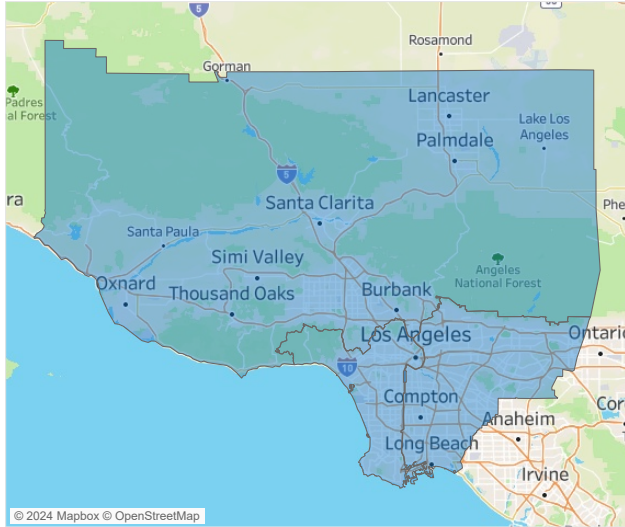 5
Rosamond
Gorman
Padres
al Forest
Lancaster
Lake Los
Angeles
Palmdale
5
ra
Santa Clarita
Phe
Santa Paula
Simi Valley
Angeles
National Forest
Oxnard
Thousand Oaks
Burbank
Los Angeles
Ontario
10
Compton
Cor
Anaheim
Long Beach
Irvine
© 2024 Mapbox © OpenStreetMap